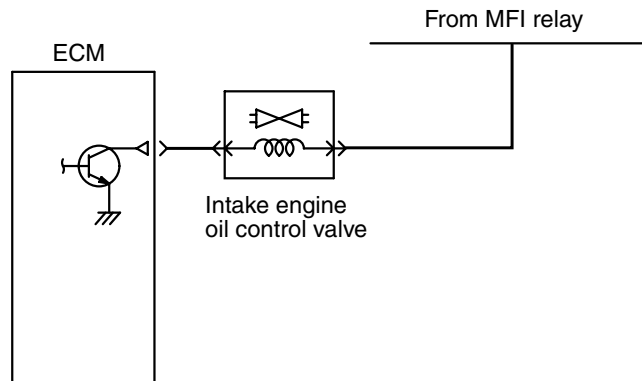 From MFI relay
ECM
Intake engine
oil control valve